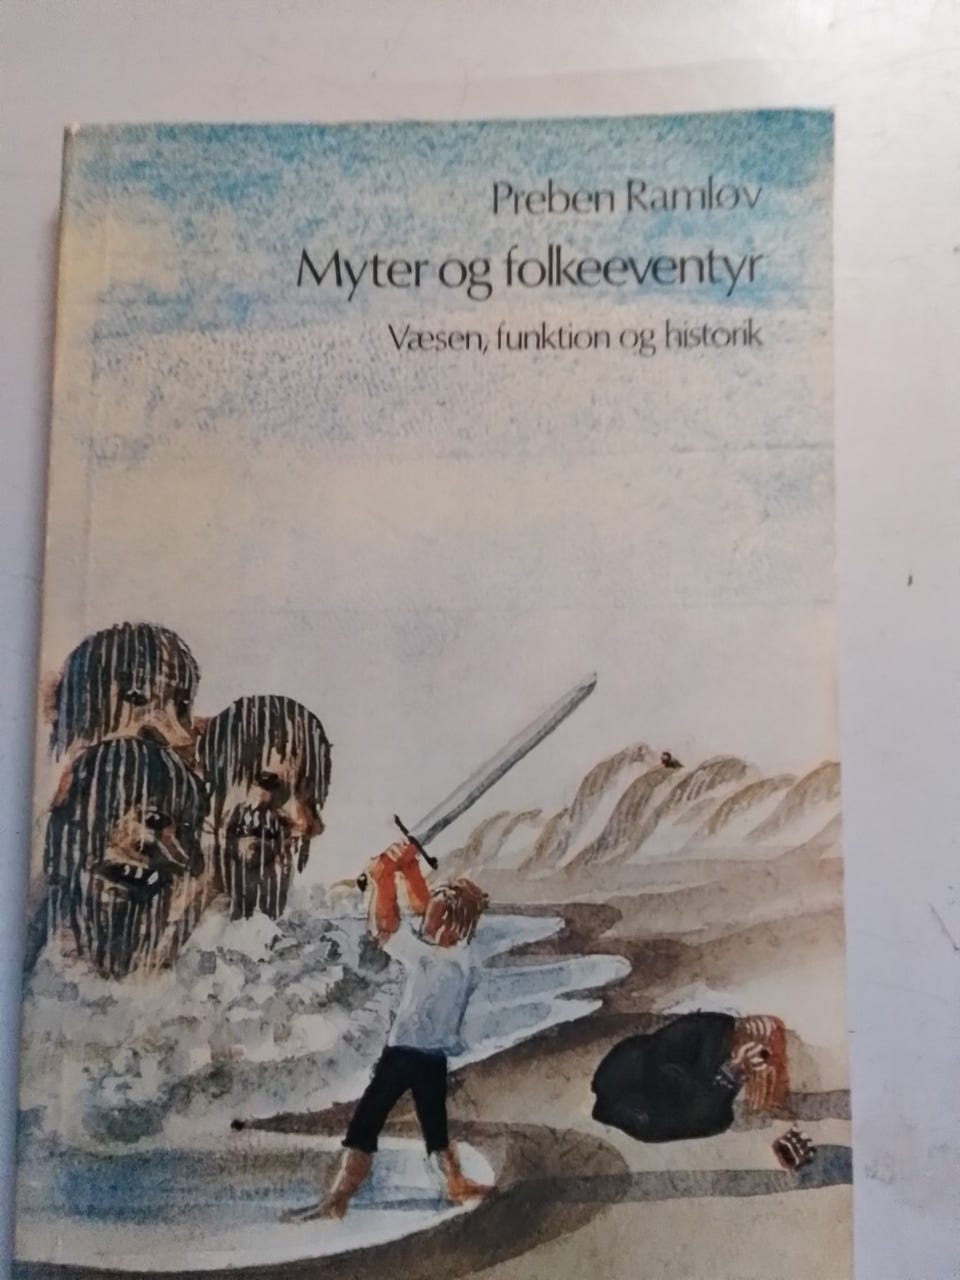 Preben Ramløv
Myter og folkeeventyr
Væsen, funktion og historik